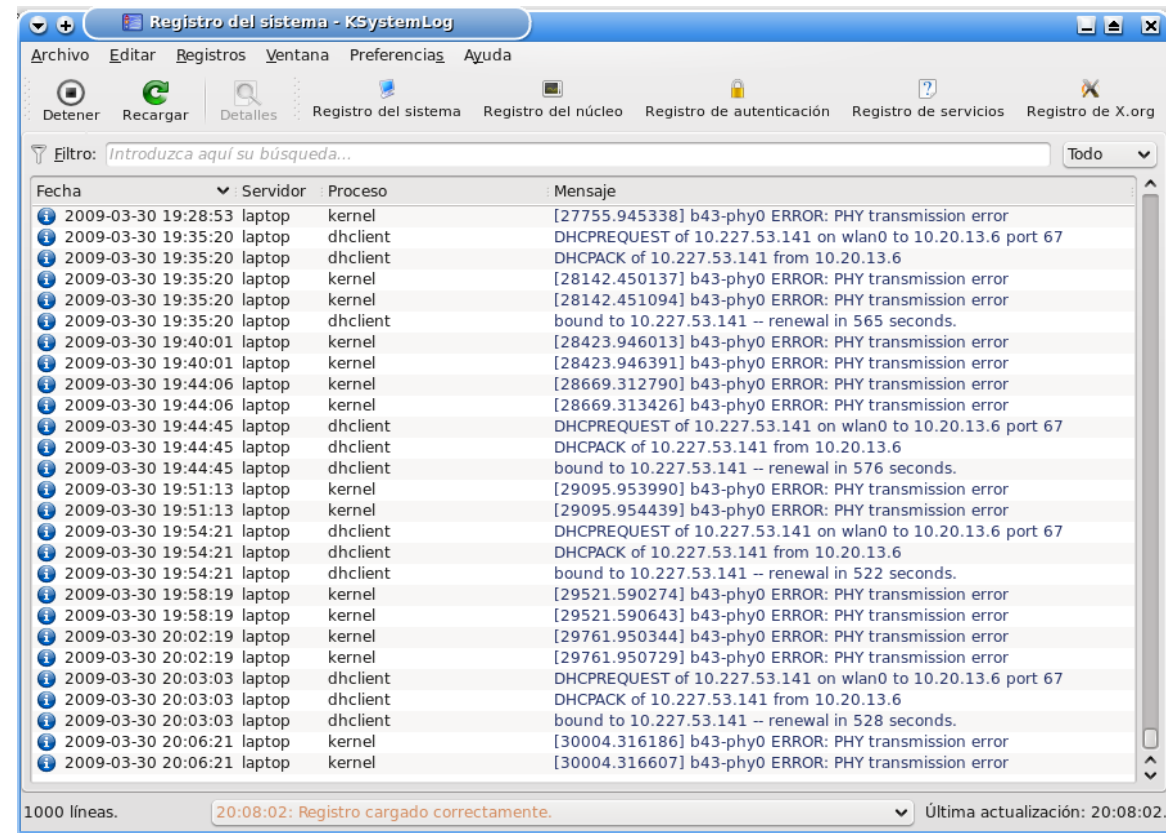 Registro del sistema - KSystemLog
Archivo Editar Registros Ventana Preferencias Ayuda
Detener Recargar Detalles Registro del sistema Registro del núcleo Registro de autenticación Registro de servicios Registro de X.org
Filtro: Introduzca aquí su búsqueda... Todo
Fecha Servidor Proceso Mensaje
2009-03-30 19:28:53 laptop kernel [27755.945338] b43-phy0 ERROR: PHY transmission error
2009-03-30 19:35:20 laptop dhclient DHCPREQUEST of 10.227.53.141 on wlan0 to 10.20.13.6 port 67
2009-03-30 19:35:20 laptop dhclient DHCPACK of 10.227.53.141 from 10.20.13.6
2009-03-30 19:35:20 laptop kernel [28142.450137] b43-phy0 ERROR: PHY transmission error
2009-03-30 19:35:20 laptop kernel [28142.451094] b43-phy0 ERROR: PHY transmission error
2009-03-30 19:35:20 laptop dhclient bound to 10.227.53.141 -- renewal in 565 seconds.
2009-03-30 19:40:01 laptop kernel [28423.946013] b43-phy0 ERROR: PHY transmission error
2009-03-30 19:40:01 laptop kernel [28423.946391] b43-phy0 ERROR: PHY transmission error
2009-03-30 19:44:06 laptop kernel [28669.312790] b43-phy0 ERROR: PHY transmission error
2009-03-30 19:44:06 laptop kernel [28669.313426] b43-phy0 ERROR: PHY transmission error
2009-03-30 19:44:45 laptop dhclient DHCPREQUEST of 10.227.53.141 on wlan0 to 10.20.13.6 port 67
2009-03-30 19:44:45 laptop dhclient DHCPACK of 10.227.53.141 from 10.20.13.6
2009-03-30 19:44:45 laptop dhclient bound to 10.227.53.141 -- renewal in 576 seconds.
2009-03-30 19:51:13 laptop kernel [29095.953990] b43-phy0 ERROR: PHY transmission error
2009-03-30 19:51:13 laptop kernel [29095.954439] b43-phy0 ERROR: PHY transmission error
2009-03-30 19:54:21 laptop dhclient DHCPREQUEST of 10.227.53.141 on wlan0 to 10.20.13.6 port 67
2009-03-30 19:54:21 laptop dhclient DHCPACK of 10.227.53.141 from 10.20.13.6
2009-03-30 19:54:21 laptop dhclient bound to 10.227.53.141 -- renewal in 522 seconds.
2009-03-30 19:58:19 laptop kernel [29521.590274] b43-phy0 ERROR: PHY transmission error
2009-03-30 19:58:19 laptop kernel [29521.590643] b43-phy0 ERROR: PHY transmission error
2009-03-30 20:02:19 laptop kernel [29761.950344] b43-phy0 ERROR: PHY transmission error
2009-03-30 20:02:19 laptop kernel [29761.950729] b43-phy0 ERROR: PHY transmission error
2009-03-30 20:03:03 laptop dhclient DHCPREQUEST of 10.227.53.141 on wlan0 to 10.20.13.6 port 67
2009-03-30 20:03:03 laptop dhclient DHCPACK of 10.227.53.141 from 10.20.13.6
2009-03-30 20:03:03 laptop dhclient bound to 10.227.53.141 -- renewal in 528 seconds.
2009-03-30 20:06:21 laptop kernel [30004.316186] b43-phy0 ERROR: PHY transmission error
2009-03-30 20:06:21 laptop kernel [30004.316607] b43-phy0 ERROR: PHY transmission error
1000 líneas. 20:08:02: Registro cargado correctamente. Última actualización: 20:08:02.